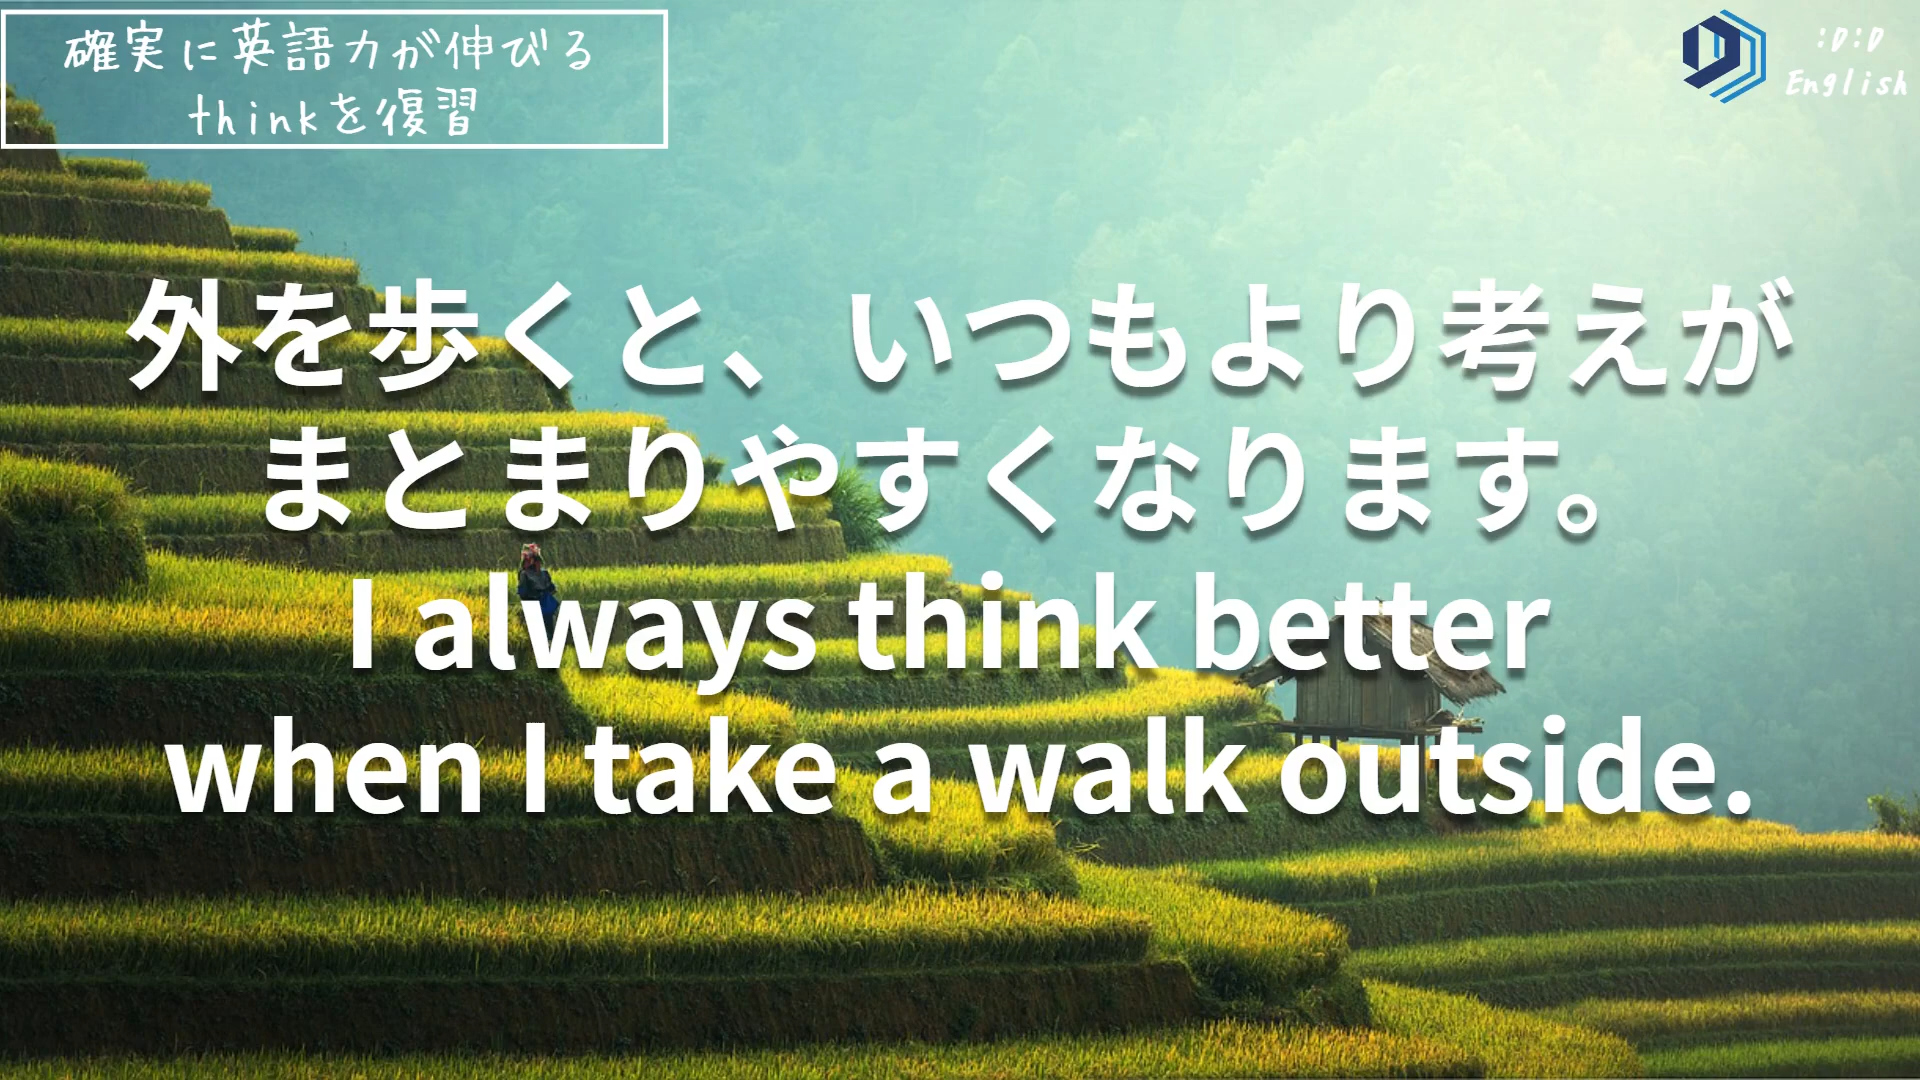 確実に英語力が伸びる
thinkを復習
:D:D
English
外を歩くと、いつもより考えが
まとまりやすくなります。
I always think better
when I take a walk outside.